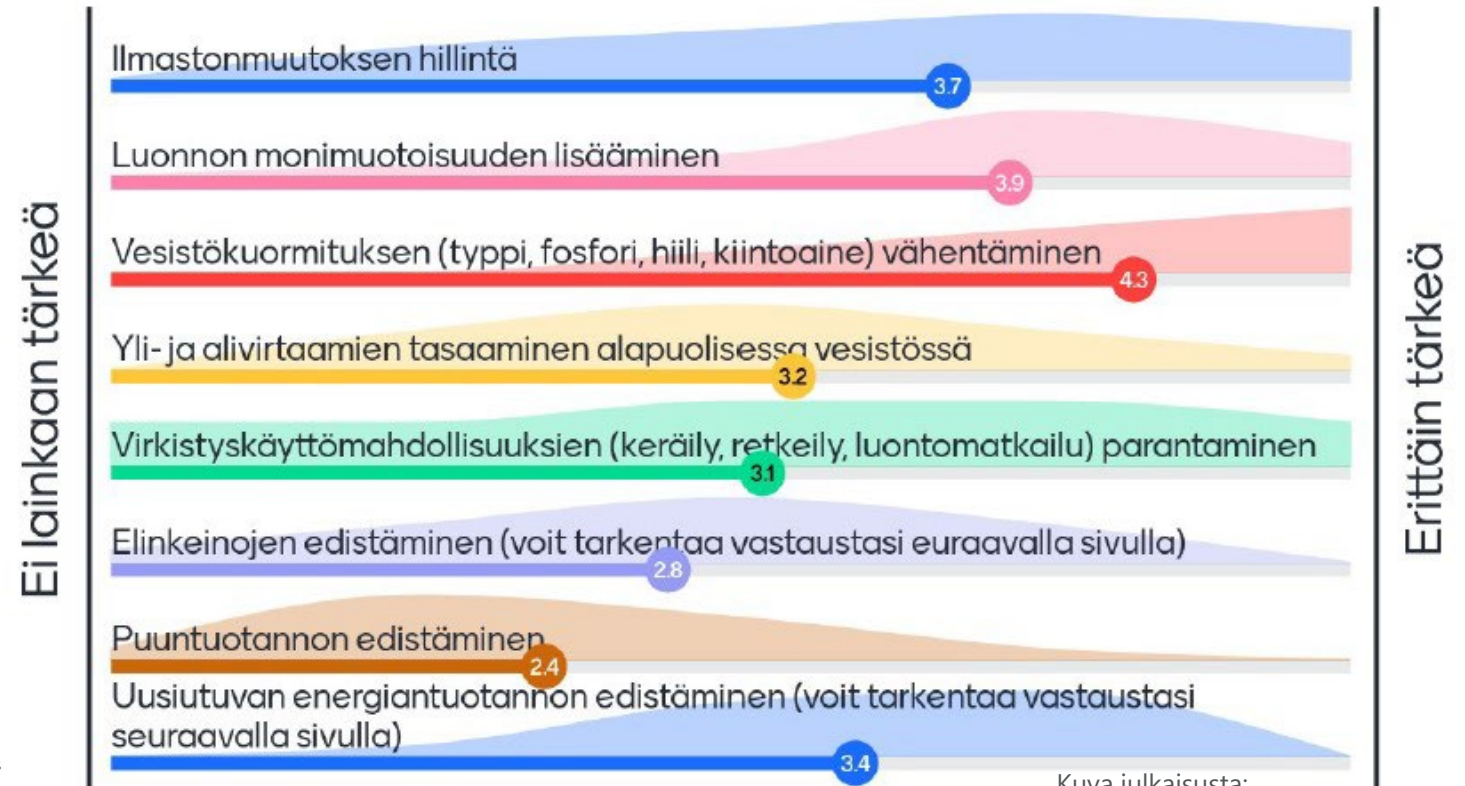 Ei lainkaan tärkeä
Ilmastonmuutoksen hillintä
3.7
Luonnon monimuotoisuuden lisääminen
3.9
Vesistökuormituksen (typpi, fosfori, hiili, kiintoaine) vähentäminen
4.3
Yli- ja alivirtaamien tasaaminen alapuolisessa vesistössä
3.2
Virkistyskäyttömahdollisuuksien (keräily, retkeily, luontomatkailu) parantaminen
3.1
Elinkeinojen edistäminen (voit tarkentaa vastaustasi euraavalla sivulla)
2.8
Puuntuotannon edistäminen
2.4
Uusiutuvan energiantuotannon edistäminen (voit tarkentaa vastaustasi
seuraavalla sivulla)
3.4
Erittäin tärkeä
Kuva julkaisusta: